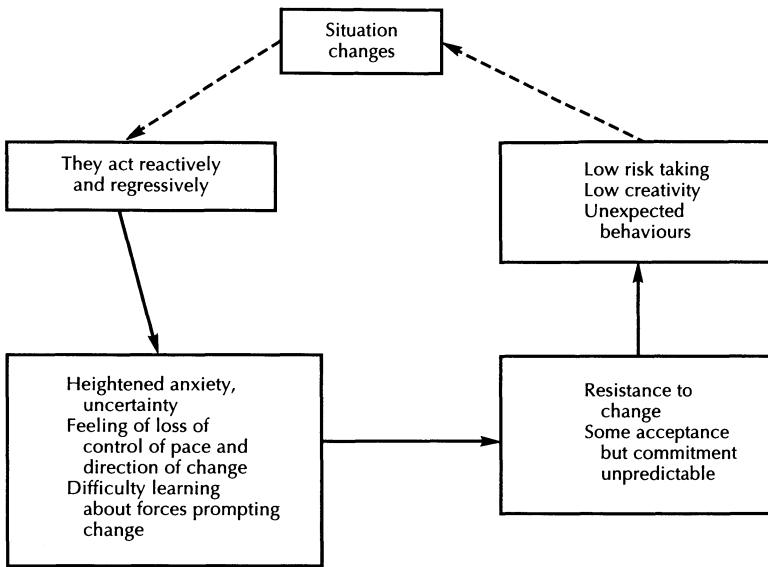 Situation
changes
They act reactively
and regressively
Low risk taking
Low creativity
Unexpected
behaviours
Heightened anxiety,
uncertainty
Feeling of loss of
control of pace and
direction of change
Difficulty learning
about forces prompting
change
Resistance to
change
Some acceptance
but commitment
unpredictable